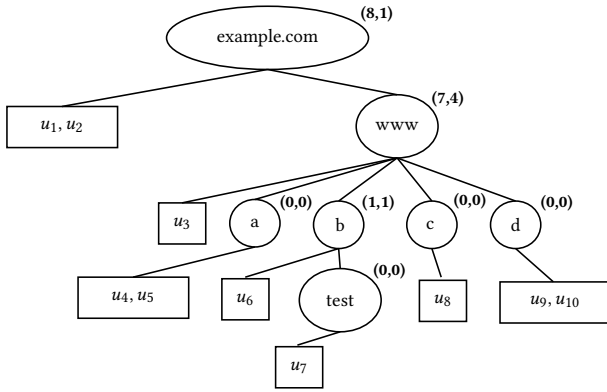 (8,1)
example.com
(7,4)
u1, u2
www
(0,0)
(1,1)
(0,0)
(0,0)
u3
a
b
c
d
(0,0)
u4, u5
u6
test
u8
u9, u10
u7